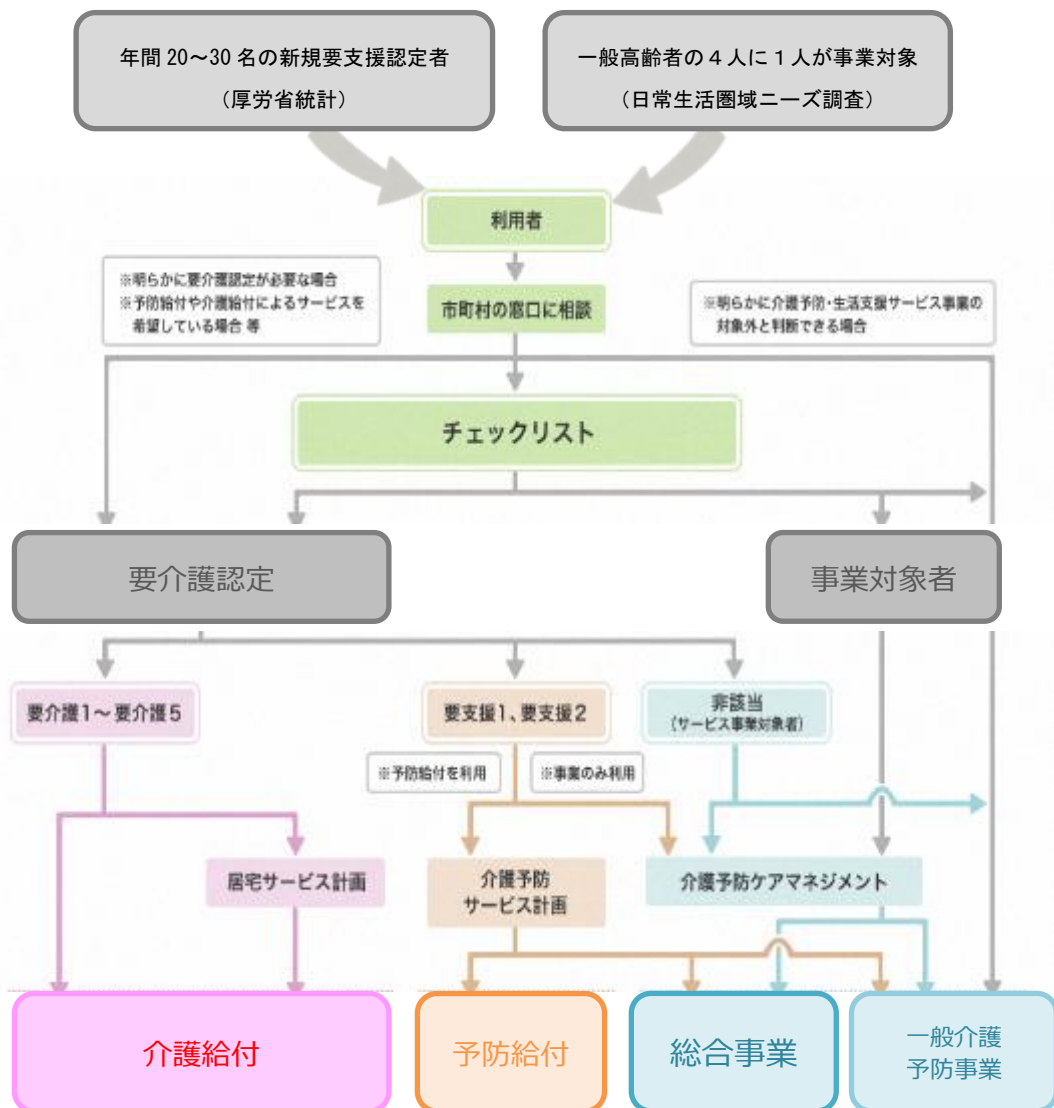 年間20～30名の新規要支援認定者
（厚労省統計）
一般高齢者の４人に１人が事業対象
（日常生活圏域ニーズ調査）
利用者
※明らかに要介護認定が必要な場合
※予防給付や介護給付によるサービスを
希望している場合 等
市町村の窓口に相談
※明らかに介護予防・生活支援サービス事業の
対象外と判断できる場合
チェックリスト
要介護認定
事業対象者
要介護1～要介護5
要支援1、要支援2
非該当
(サービス事業対象者)
※予防給付を利用
※事業のみ利用
居宅サービス計画
介護予防
サービス計画
介護予防ケアマネジメント
介護給付
予防給付
総合事業
一般介護
予防事業